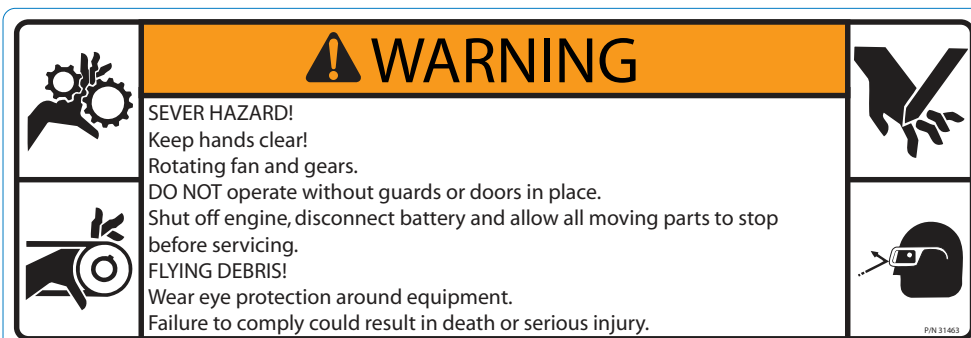 WARNING
SEVER HAZARD!
Keep hands clear!
Rotating fan and gears.
DO NOT operate without guards or doors in place.
Shut off engine, disconnect battery and allow all moving parts to stop
before servicing.
FLYING DEBRIS!
Wear eye protection around equipment.
Failure to comply could result in death or serious injury.
P/N 31463